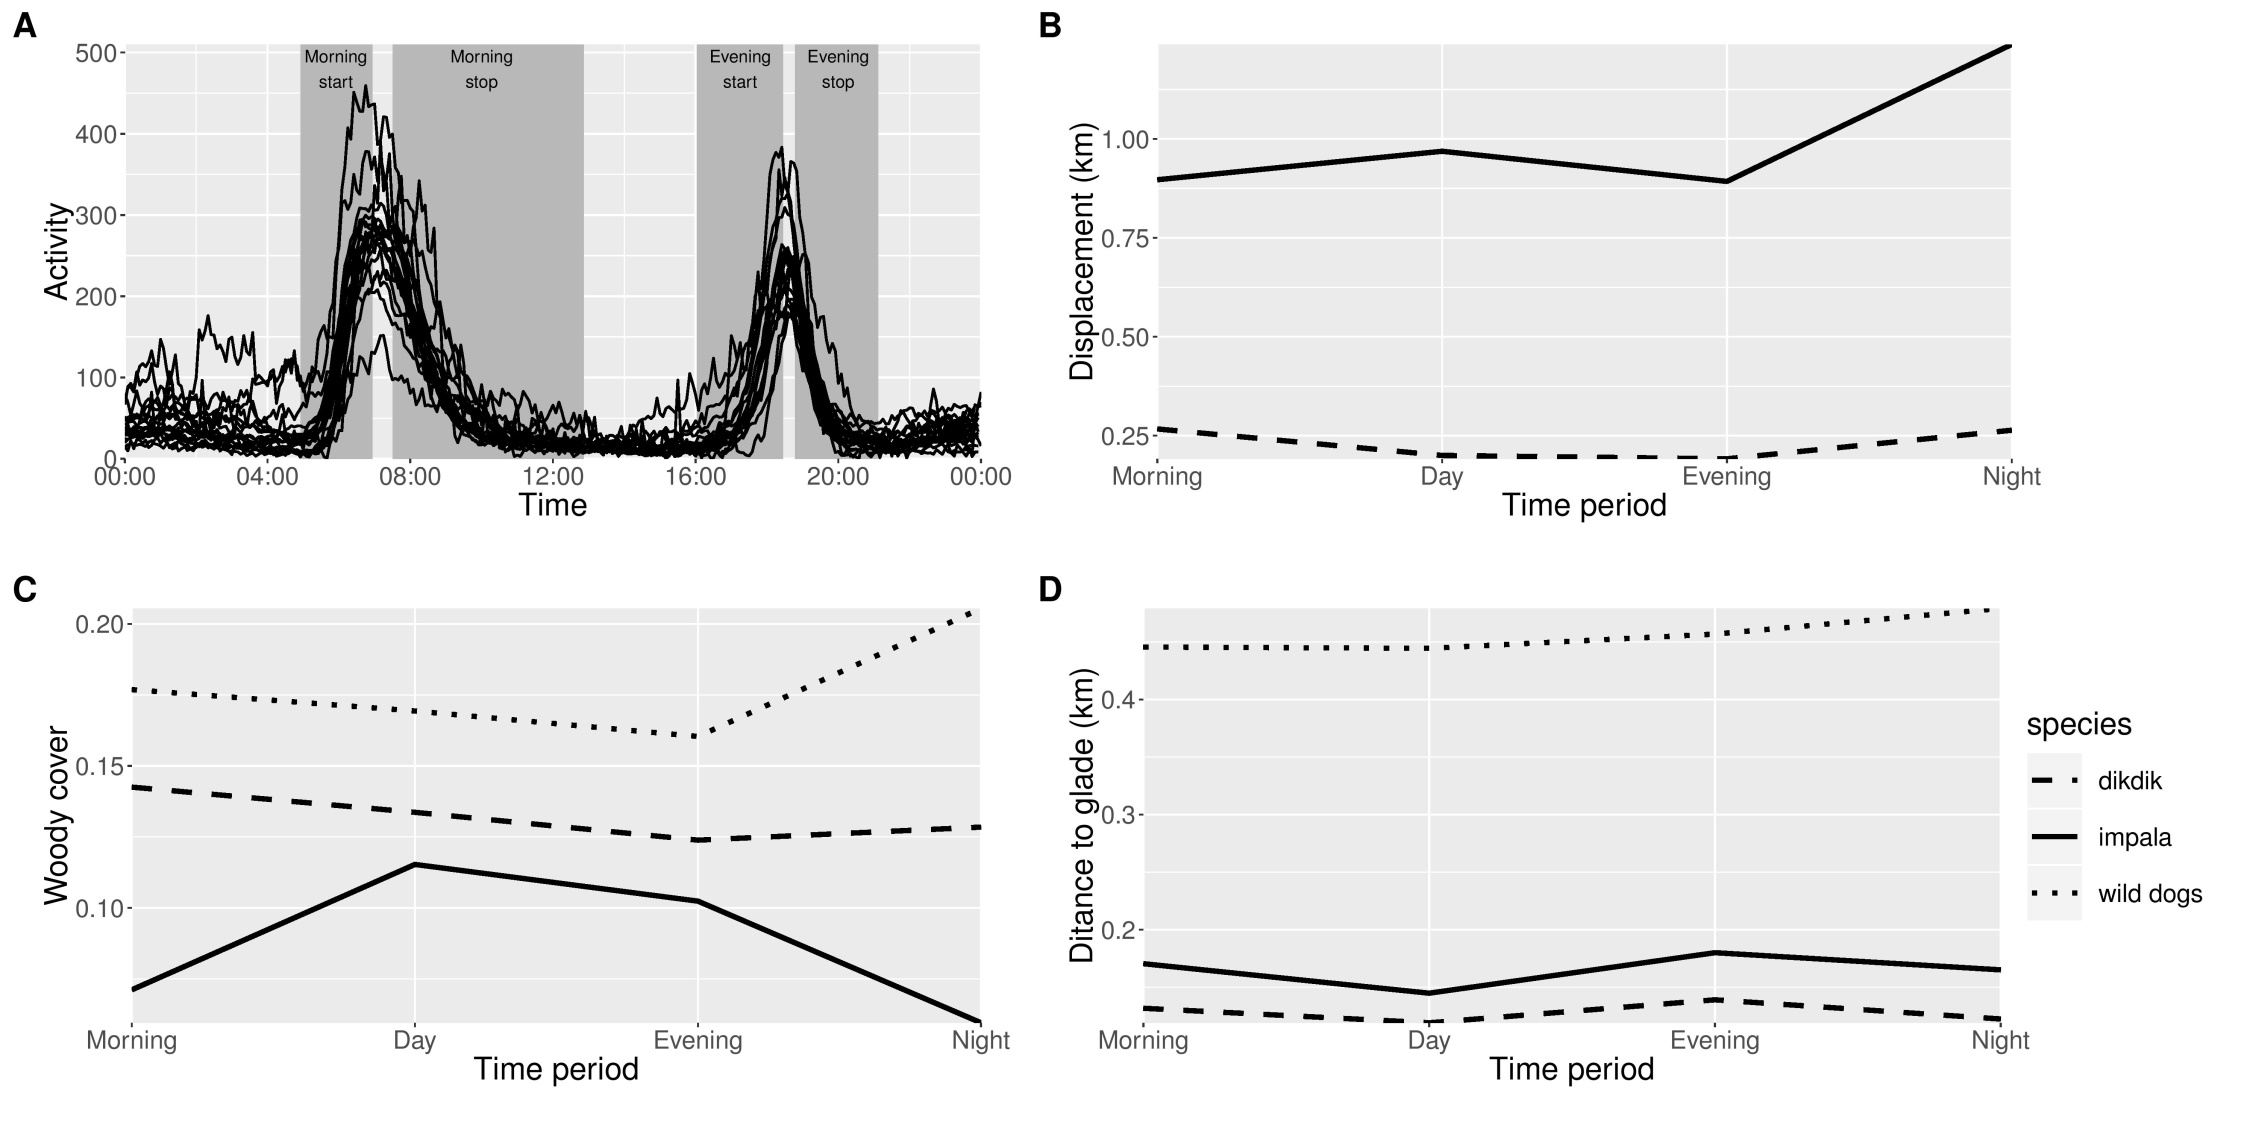 A
Morning
start
Morning
stop
Evening
start
Evening
stop
500
400
300
200
100
0
Activity
00:00
04:00
08:00
12:00
16:00
20:00
00:00
Time
B
1.00
0.75
0.50
0.25
Displacement (km)
Morning
Day
Evening
Night
Time period
C
0.20
0.15
0.10
Woody cover
Morning
Day
Evening
Night
Time period
D
0.4
0.3
0.2
Ditance to glade (km)
Morning
Day
Evening
Night
Time period
species
dikdik
impala
wild dogs